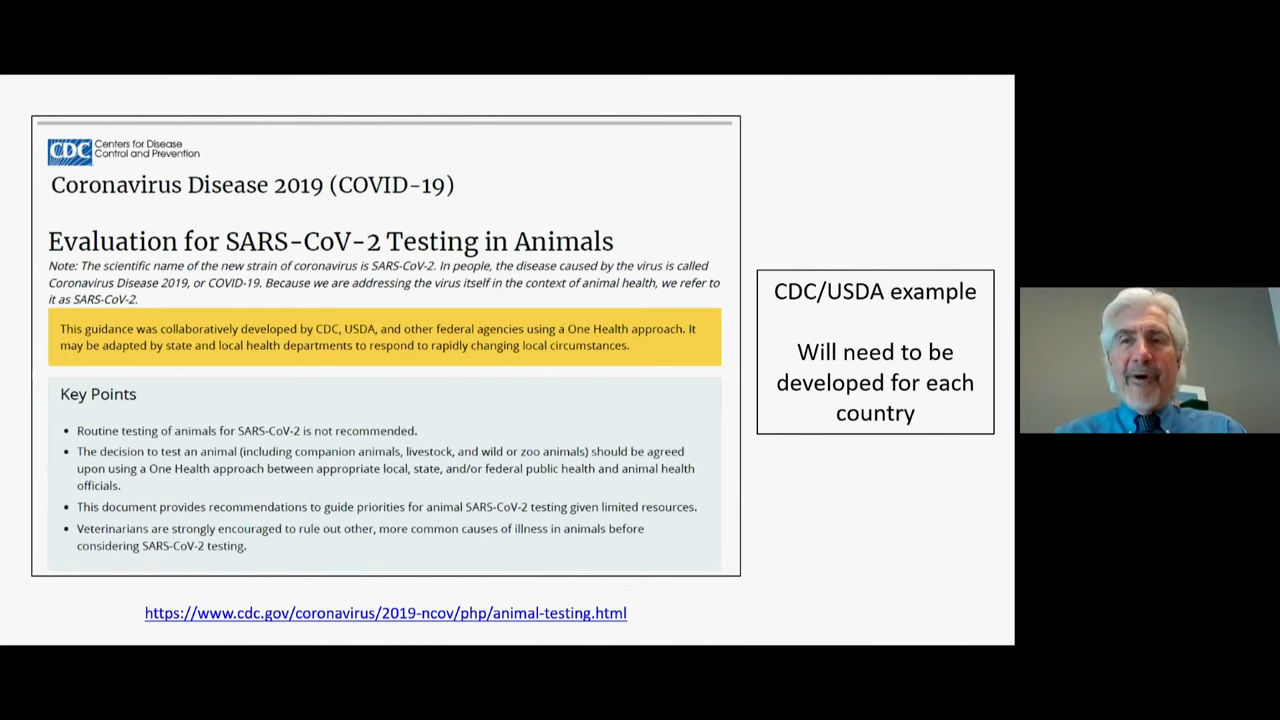 CDC
Centers for Disease
Control and Prevention
Coronavirus Disease 2019 (COVID-19)
Evaluation for SARS-CoV-2 Testing in Animals
Note: The scientific name of the new strain of coronavirus is SARS-CoV-2. In people, the disease caused by the virus is called
Coronavirus Disease 2019, or COVID-19. Because we are addressing the virus itself in the context of animal health, we refer to
it as SARS-CoV-2.
This guidance was collaboratively developed by CDC, USDA, and other federal agencies using a One Health approach. It
may be adapted by state and local health departments to respond to rapidly changing local circumstances.
Key Points
• Routine testing of animals for SARS-CoV-2 is not recommended.
• The decision to test an animal (including companion animals, livestock, and wild or zoo animals) should be agreed
upon using a One Health approach between appropriate local, state, and/or federal public health and animal health
officials.
• This document provides recommendations to guide priorities for animal SARS-CoV-2 testing given limited resources.
• Veterinarians are strongly encouraged to rule out other, more common causes of illness in animals before
considering SARS-CoV-2 testing.
https://www.cdc.gov/coronavirus/2019-ncov/php/animal-testing.html
CDC/USDA example
Will need to be
developed for each
country